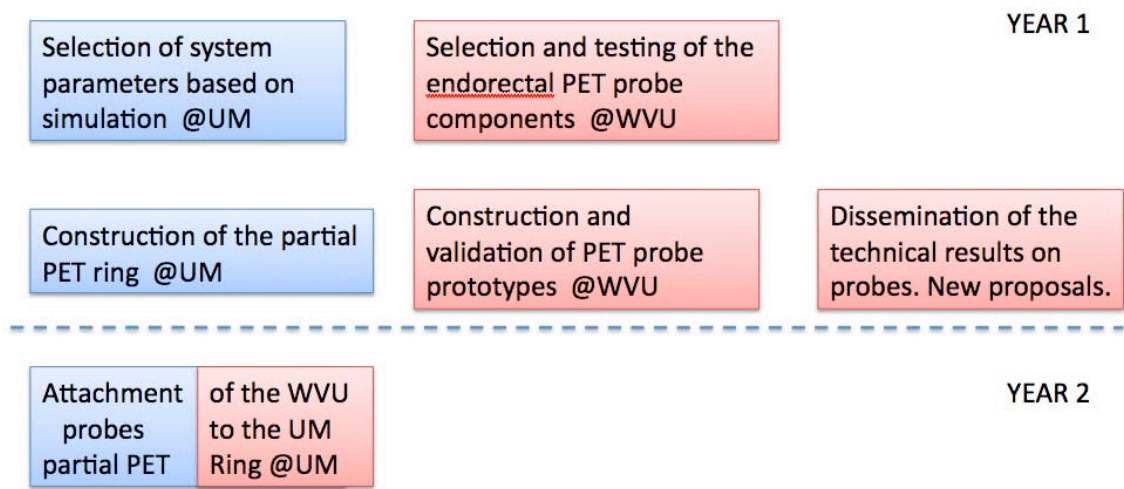 YEAR 1
Selection of system
parameters based on
simulation @UM
Selection and testing of the
endorectal PET probe
components @WVU
Construction of the partial
PET ring @UM
Construction and
validation of PET probe
prototypes @WVU
Dissemination of the
technical results on
probes. New proposals.
YEAR 2
Attachment of the WVU
probes to the UM
partial PET Ring @UM